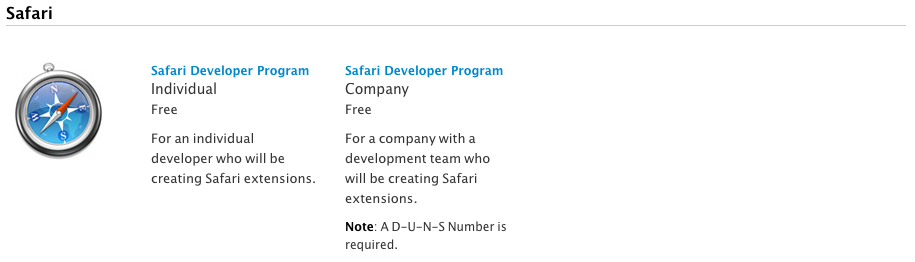 Safari
Safari Developer Program
Individual
Free
For an individual
developer who will be
creating Safari extensions.
Safari Developer Program
Company
Free
For a company with a
development team who
will be creating Safari
extensions.
Note: A D-U-N-S Number is
required.
N
E
S
W